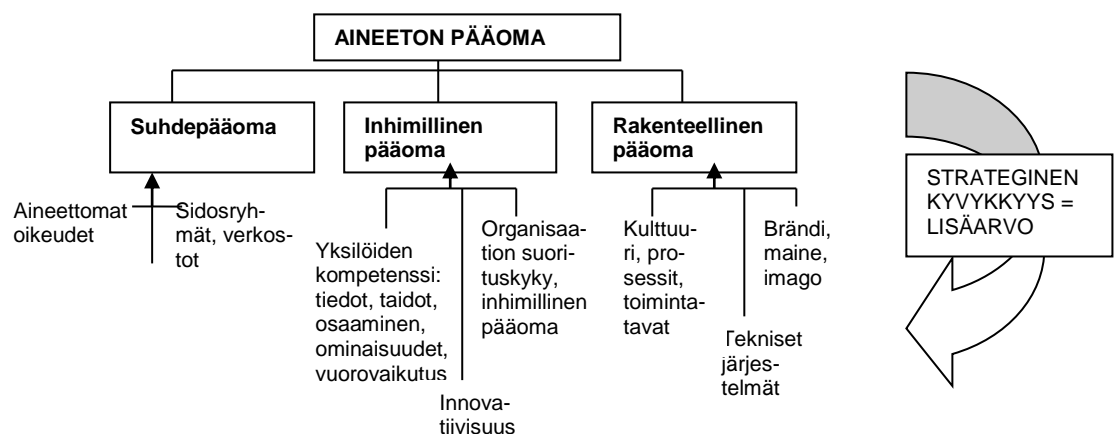 AINEETON PÄÄOMA
Suhdepääoma
Inhimillinen
pääoma
Rakenteellinen
pääoma
STRATEGINEN
KYVYKKYYS =
LISÄARVO
Aineettomat
oikeudet
Sidosryh-
mät, verkos-
tot
Yksilöiden
kompetenssi:
tiedot, taidot,
osaaminen,
ominaisuudet,
vuorovaikutus
Innova-
tiivisuus
Organisaa-
tion suori-
tuskyky,
inhimillinen
pääoma
Kulttuu-
ri, pro-
sessit,
toiminta-
tavat
Tekniset
järjes-
telmät
Brändi,
maine,
imago